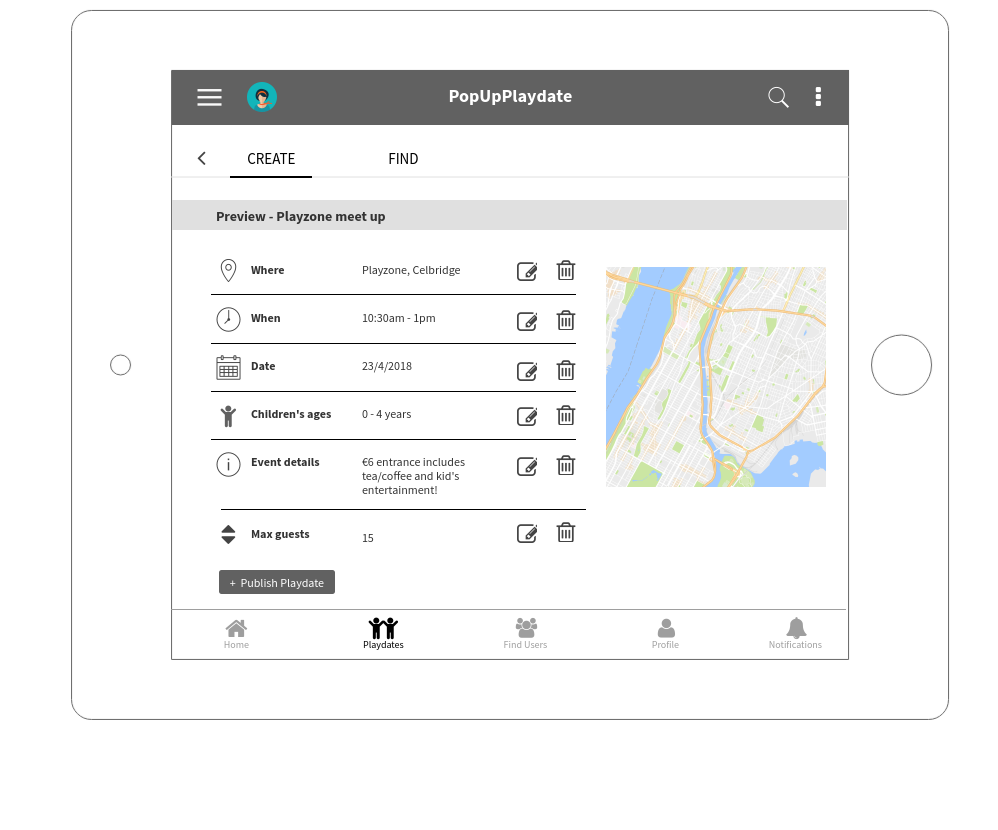 PopUpPlaydate
CREATE
FIND
Preview - Playzone meet up
Where
Playzone, Celbridge
When
10:30am - 1pm
Date
23/4/2018
Children's ages
0 - 4 years
Event details
€6 entrance includes
tea/coffee and kid's
entertainment!
Max guests
15
+ Publish Playdate
Home
Playdates
Find Users
Profile
Notifications